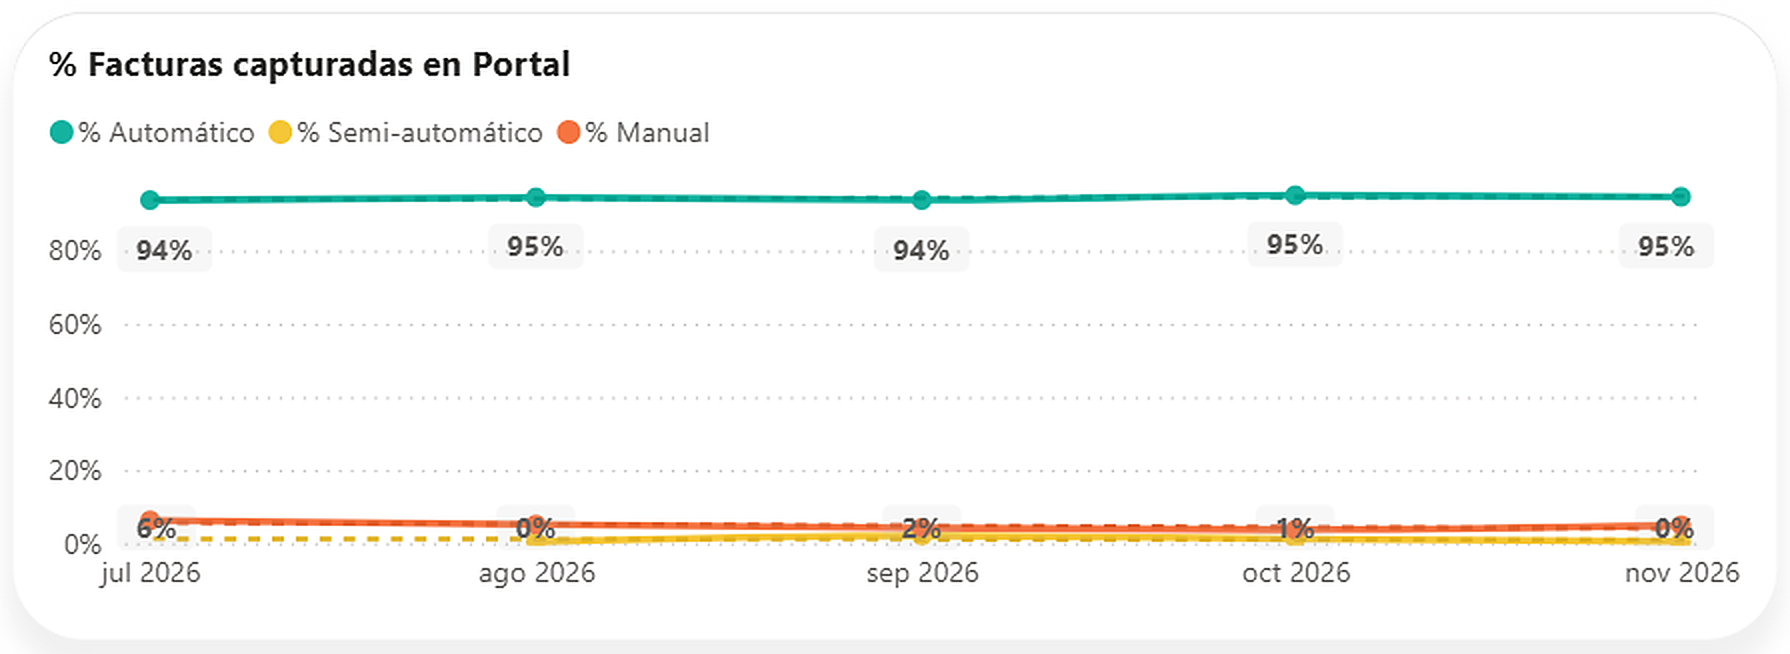 % Facturas capturadas en Portal
% Automático % Semi-automático % Manual
94% 95% 94% 95% 95%
80%
60%
40%
20%
6% 0% 2% 1% 0%
0%
jul 2026 ago 2026 sep 2026 oct 2026 nov 2026